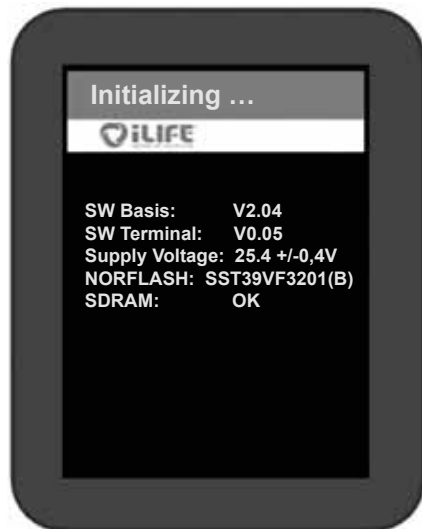 Initializing ...
iLIFE
SW Basis: V2.04
SW Terminal: V0.05
Supply Voltage: 25.4 +/-0,4V
NORFLASH: SST39VF3201(B)
SDRAM: OK